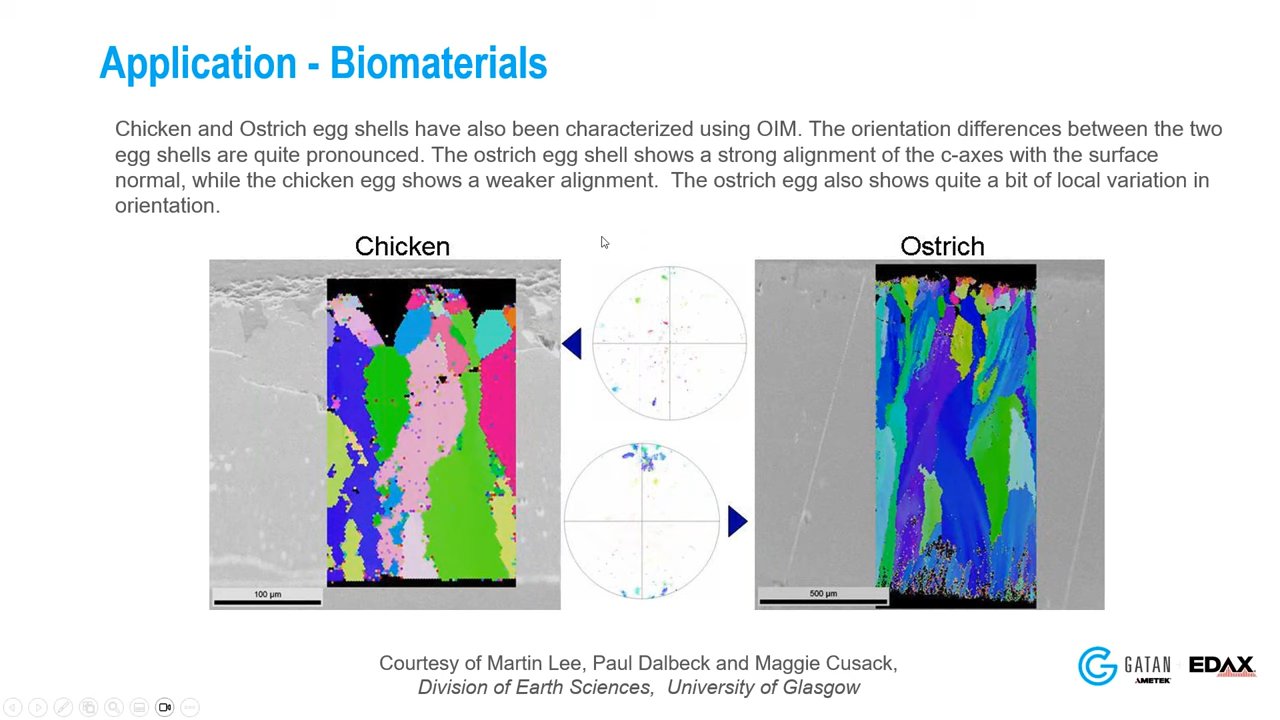 Application - Biomaterials
Chicken and Ostrich egg shells have also been characterized using OIM. The orientation differences between the two
egg shells are quite pronounced. The ostrich egg shell shows a strong alignment of the c-axes with the surface
normal, while the chicken egg shows a weaker alignment.  The ostrich egg also shows quite a bit of local variation in
orientation.
Chicken
Ostrich
100 µm
500 µm
Courtesy of Martin Lee, Paul Dalbeck and Maggie Cusack,
Division of Earth Sciences,  University of Glasgow
GATAN
AMETEK
EDAX